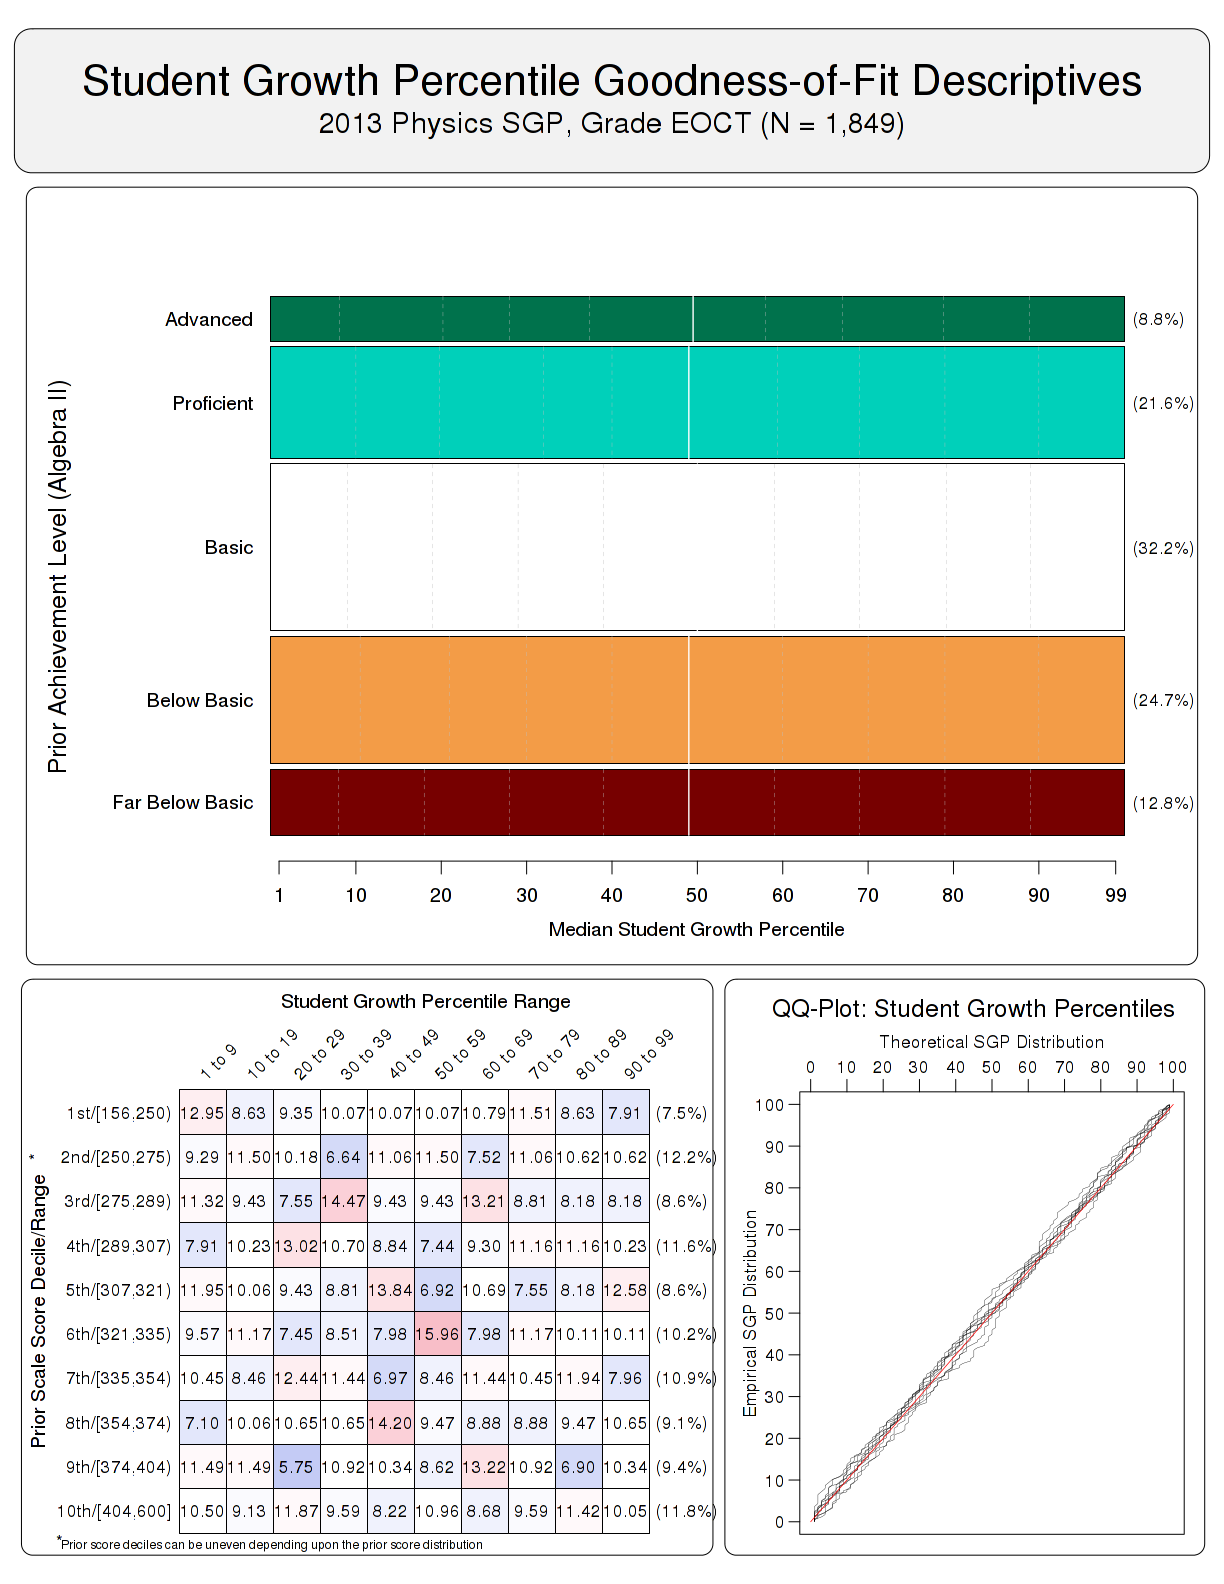 Student Growth Percentile Goodness-of-Fit Descriptives
2013 Physics SGP, Grade EOCT (N = 1,849)
Prior Achievement Level (Algebra II)
Advanced (8.8%)
Proficient (21.6%)
Basic (32.2%)
Below Basic (24.7%)
Far Below Basic (12.8%)
1 10 20 30 40 50 60 70 80 90 99
Median Student Growth Percentile
Student Growth Percentile Range
1 to 9 10 to 19 20 to 29 30 to 39 40 to 49 50 to 59 60 to 69 70 to 79 80 to 89 90 to 99
Prior Scale Score Decile/Range *
1st/[156,250) 12.95 8.63 9.35 10.07 10.07 10.07 10.79 11.51 8.63 7.91 (7.5%)
2nd/[250,275) 9.29 11.50 10.18 6.64 11.06 11.50 7.52 11.06 10.62 10.62 (12.2%)
3rd/[275,289) 11.32 9.43 7.55 14.47 9.43 9.43 13.21 8.81 8.18 8.18 (8.6%)
4th/[289,307) 7.91 10.23 13.02 10.70 8.84 7.44 9.30 11.16 11.16 10.23 (11.6%)
5th/[307,321) 11.95 10.06 9.43 8.81 13.84 6.92 10.69 7.55 8.18 12.58 (8.6%)
6th/[321,335) 9.57 11.17 7.45 8.51 7.98 15.96 7.98 11.17 10.11 10.11 (10.2%)
7th/[335,354) 10.45 8.46 12.44 11.44 6.97 8.46 11.44 10.45 11.94 7.96 (10.9%)
8th/[354,374) 7.10 10.06 10.65 10.65 14.20 9.47 8.88 8.88 9.47 10.65 (9.1%)
9th/[374,404) 11.49 11.49 5.75 10.92 10.34 8.62 13.22 10.92 6.90 10.34 (9.4%)
10th/[404,600] 10.50 9.13 11.87 9.59 8.22 10.96 8.68 9.59 11.42 10.05 (11.8%)
*Prior score deciles can be uneven depending upon the prior score distribution
QQ-Plot: Student Growth Percentiles
Theoretical SGP Distribution
0 10 20 30 40 50 60 70 80 90 100
Empirical SGP Distribution
100
90
80
70
60
50
40
30
20
10
0